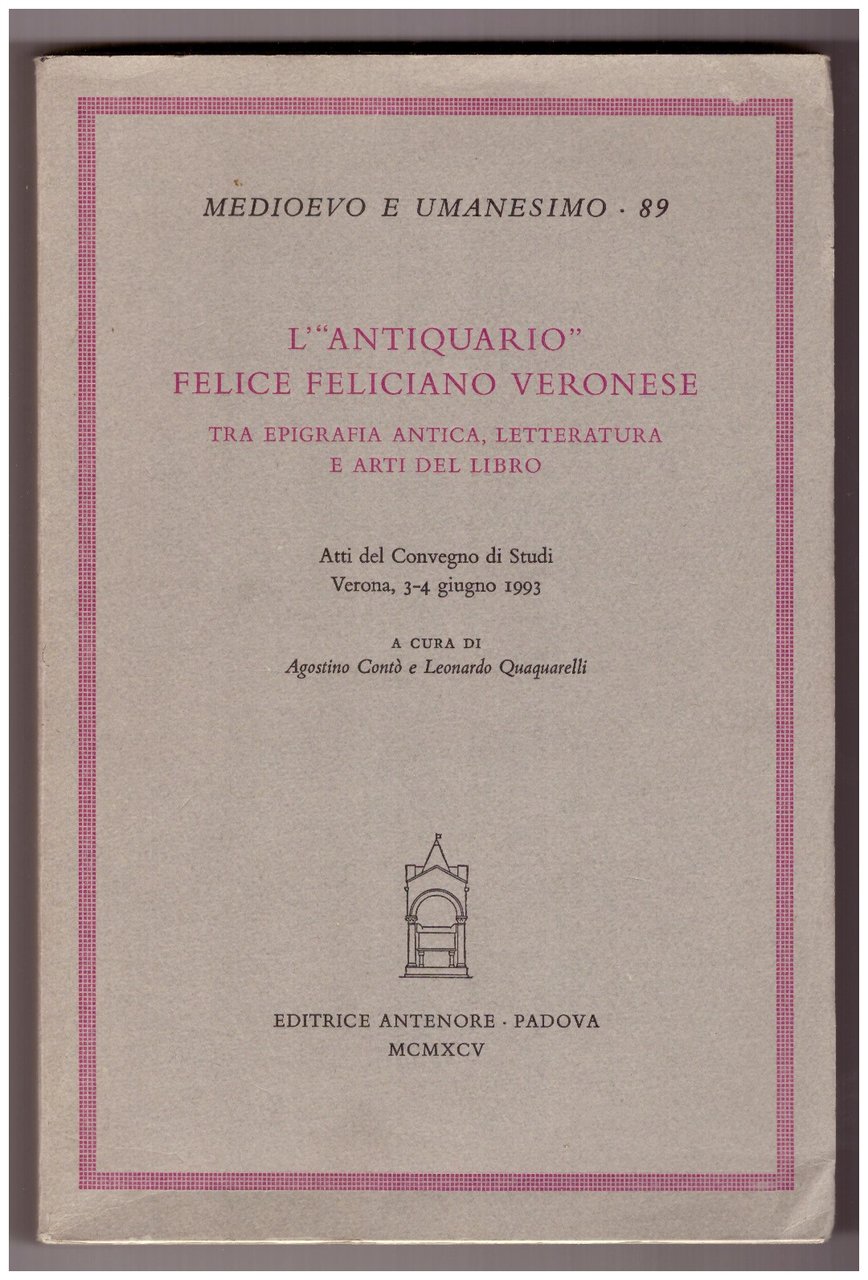 MEDIOEVO E UMANESIMO · 89
L'“ANTIQUARIO”
FELICE FELICIANO VERONESE
TRA EPIGRAFIA ANTICA, LETTERATURA
E ARTI DEL LIBRO
Atti del Convegno di Studi
Verona, 3-4 giugno 1993
A CURA DI
Agostino Contò e Leonardo Quaquarelli
EDITRICE ANTENORE · PADOVA
MCMXCV